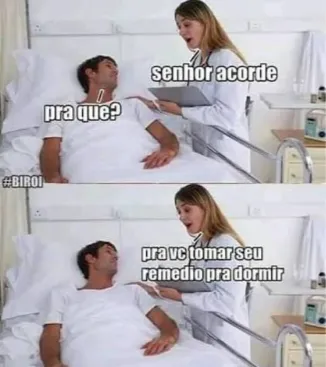 senhor acorde
pra que?
#BIROI
pra vc tomar seu
remedio pra dormir